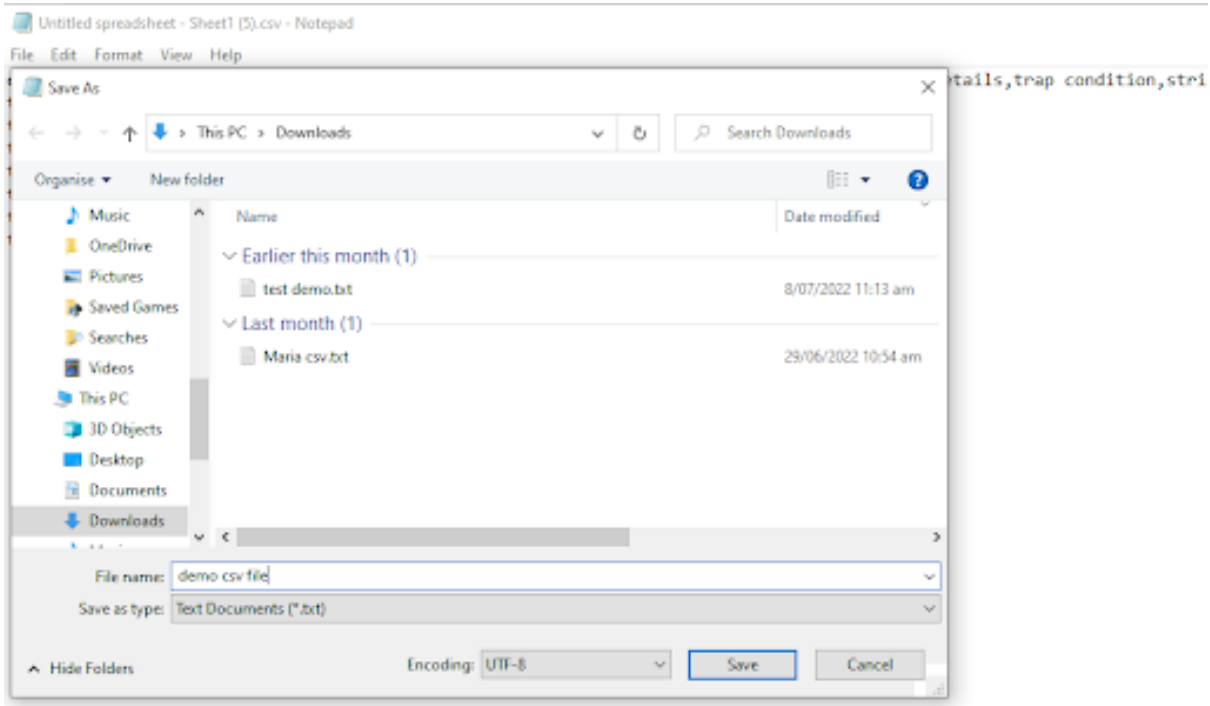 Untitled spreadsheet - Sheet1 (5).csv - Notepad
File Edit Format View Help
tails,trap condition,stri
Save As
This PC > Downloads
Search Downloads
Organise New folder
Music
OneDrive
Pictures
Saved Games
Searches
Videos
This PC
3D Objects
Desktop
Documents
Downloads
Name Date modified
Earlier this month (1)
test demo.txt 8/07/2022 11:13 am
Last month (1)
Maria csv.txt 29/06/2022 10:54 am
File name: demo csv file
Save as type: Text Documents (*.txt)
Hide Folders Encoding: UTF-8 Save Cancel